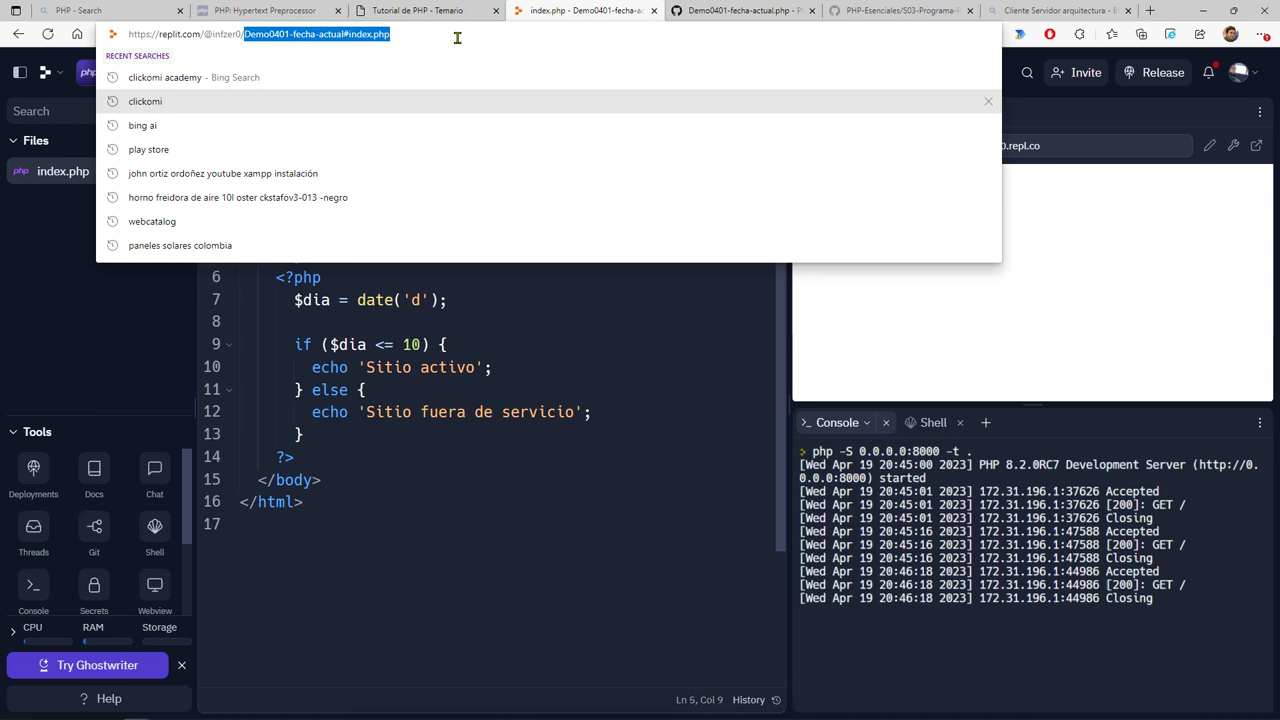 PHP - Search
PHP: Hypertext Preprocessor
Tutorial de PHP - Temario
index.php - Demo0401-fecha-ac
Demo0401-fecha-actual.php - P
PHP-Esenciales/S03-Programa-P
Cliente Servidor arquitectura - B
https://replit.com/@infzer0/Demo0401-fecha-actual#index.php
RECENT SEARCHES
clickomi academy - Bing Search
clickomi
bing ai
play store
john ortiz ordoñez youtube xampp instalación
horno freidora de aire 10l oster ckstafov3-013 -negro
webcatalog
paneles solares colombia
php
Invite
Release
Search
Files
php index.php
0.repl.co
6 <?php
7 $dia = date('d');
8
9 if ($dia <= 10) {
10 echo 'Sitio activo';
11 } else {
12 echo 'Sitio fuera de servicio';
13 }
14 ?>
15 </body>
16 </html>
17
Tools
Deployments
Docs
Chat
Threads
Git
Shell
Console
Secrets
Webview
CPU
RAM
Storage
Try Ghostwriter
? Help
Ln 5, Col 9
History
Console
Shell
> php -S 0.0.0.0:8000 -t .
[Wed Apr 19 20:45:00 2023] PHP 8.2.0RC7 Development Server (http://0.
0.0.0:8000) started
[Wed Apr 19 20:45:01 2023] 172.31.196.1:37626 Accepted
[Wed Apr 19 20:45:01 2023] 172.31.196.1:37626 [200]: GET /
[Wed Apr 19 20:45:01 2023] 172.31.196.1:37626 Closing
[Wed Apr 19 20:45:16 2023] 172.31.196.1:47588 Accepted
[Wed Apr 19 20:45:16 2023] 172.31.196.1:47588 [200]: GET /
[Wed Apr 19 20:45:16 2023] 172.31.196.1:47588 Closing
[Wed Apr 19 20:46:18 2023] 172.31.196.1:44986 Accepted
[Wed Apr 19 20:46:18 2023] 172.31.196.1:44986 [200]: GET /
[Wed Apr 19 20:46:18 2023] 172.31.196.1:44986 Closing